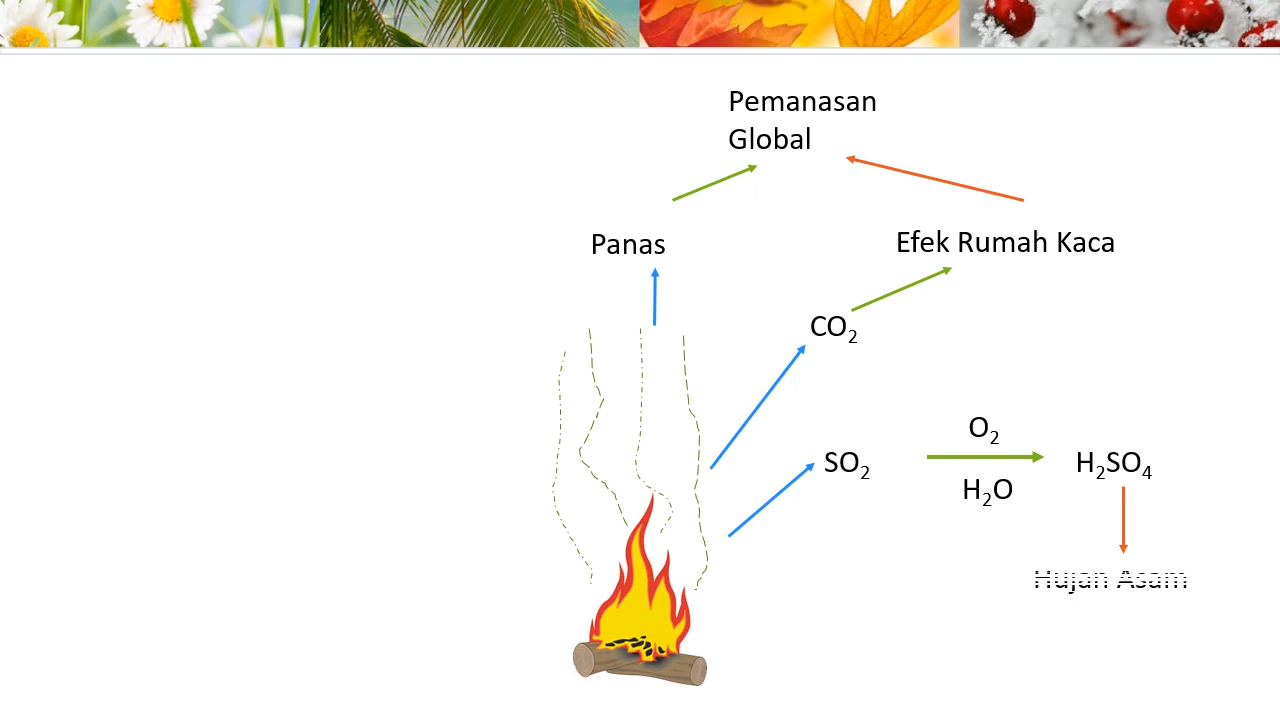 Pemanasan
Global
Panas
Efek Rumah Kaca
CO₂
O₂
SO₂
H₂SO₄
H₂O
Hujan Asam